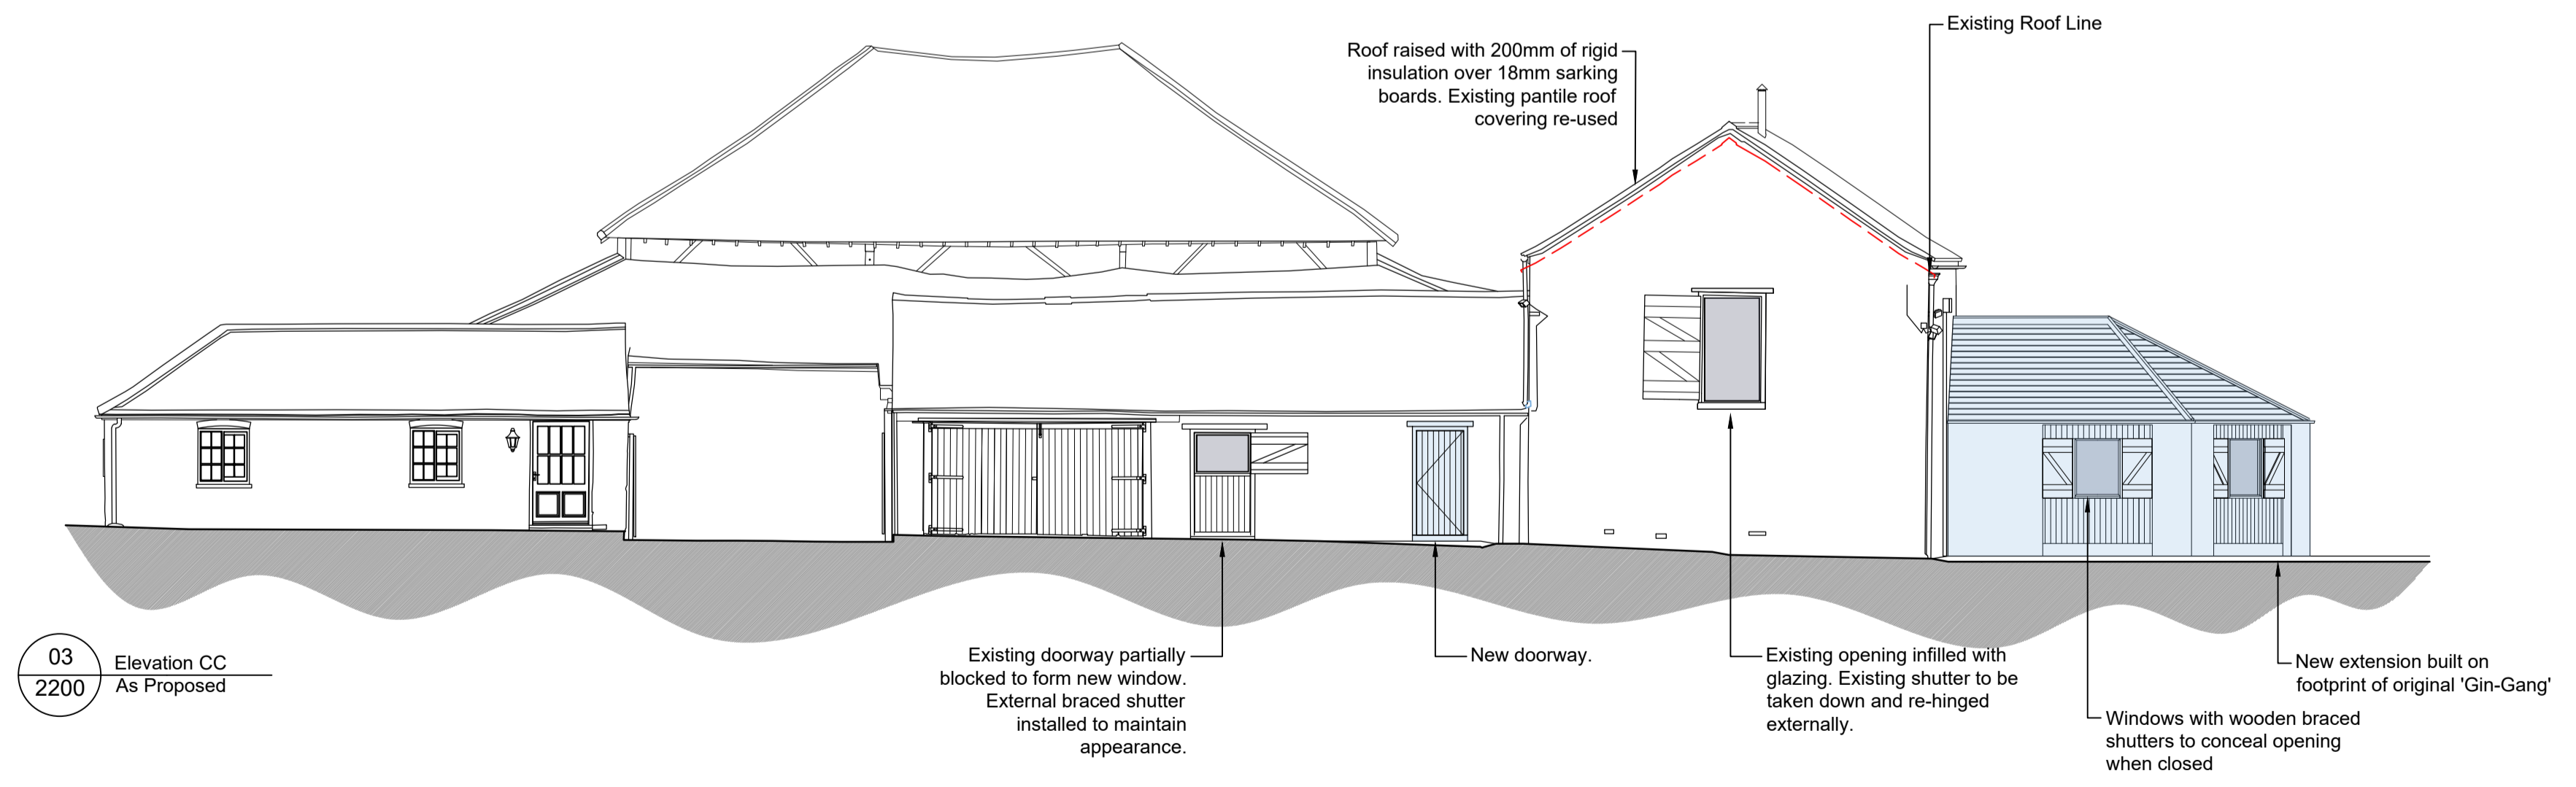 Existing Roof Line
Roof raised with 200mm of rigid
insulation over 18mm sarking
boards. Existing pantile roof
covering re-used
03
2200
Elevation CC
As Proposed
Existing doorway partially
blocked to form new window.
External braced shutter
installed to maintain
appearance.
New doorway.
Existing opening infilled with
glazing. Existing shutter to be
taken down and re-hinged
externally.
New extension built on
footprint of original 'Gin-Gang'
Windows with wooden braced
shutters to conceal opening
when closed